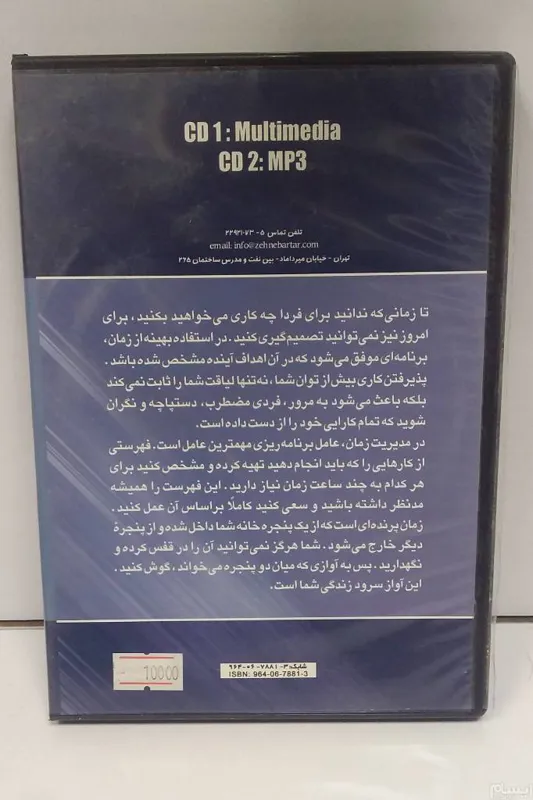 CD 1 : Multimedia
CD 2: MP3
تلفن تماس ۵ - ۲۲۹۲۱۰۷۳
email: info@zehnebartar.com
تهران - خیابان میرداماد - بین نفت و مدرس ساختمان ۲۶۵
تا زمانی که ندانید برای فردا چه کاری می‌خواهید بکنید ، برای
امروز نیز نمی‌توانید تصمیم‌گیری کنید . در استفاده بهینه از زمان ،
برنامه‌ای موفق می‌شود که در آن اهداف آینده مشخص شده باشد .
پذیرفتن کاری بیش از توان شما ، نه‌تنها لیاقت شما را ثابت نمی‌کند
بلکه باعث می‌شود به مرور ، فردی مضطرب ، دستپاچه و نگران
شوید که تمام کارایی خود را از دست داده است .
در مدیریت زمان ، عامل برنامه‌ریزی مهمترین عامل است . فهرستی
از کارهایی را که باید انجام دهید تهیه کرده و مشخص کنید برای
هر کدام به چند ساعت زمان نیاز دارید . این فهرست را همیشه
مدنظر داشته باشید و سعی کنید کاملاً براساس آن عمل کنید .
زمان پرنده‌ای است که از یک پنجره خانه شما داخل شده و از پنجرهٔ
دیگر خارج می‌شود . شما هرگز نمی‌توانید آن را در قفس کرده و
نگهدارید . پس به آوازی که میان دو پنجره می‌خواند ، گوش کنید .
این آواز سرود زندگی شما است .
10000
شابک: ۳-۷۸۸۱-۰۶-۹۶۴
ISBN: 964-06-7881-3
باسلام